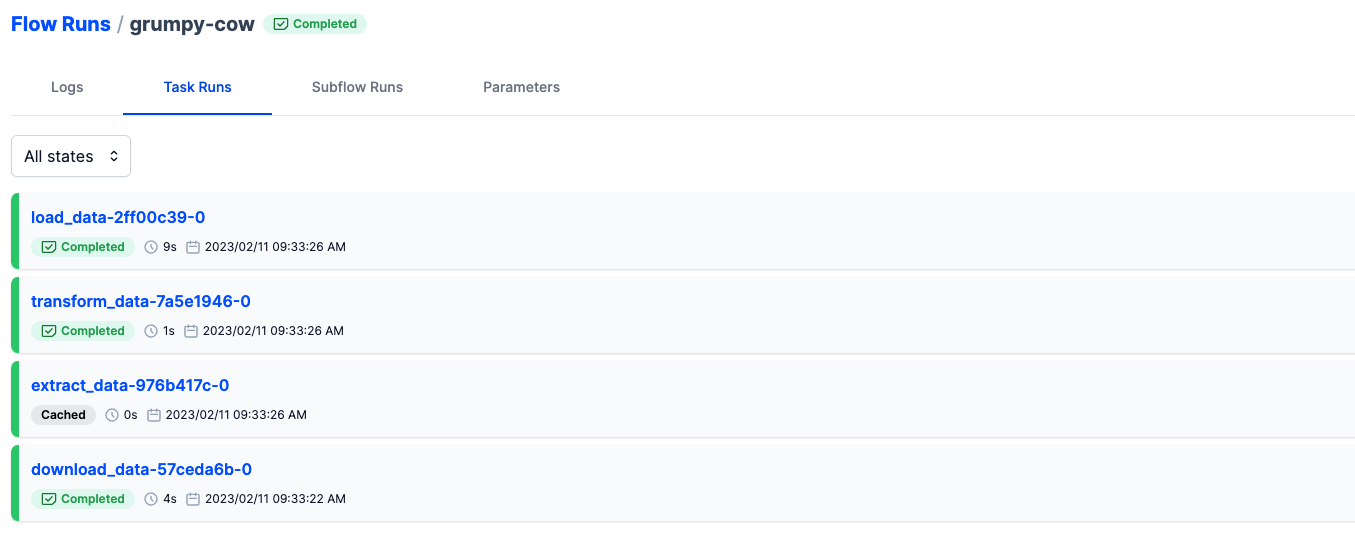 Flow Runs / grumpy-cow Completed
Logs Task Runs Subflow Runs Parameters
All states
load_data-2ff00c39-0
Completed 9s 2023/02/11 09:33:26 AM
transform_data-7a5e1946-0
Completed 1s 2023/02/11 09:33:26 AM
extract_data-976b417c-0
Cached 0s 2023/02/11 09:33:26 AM
download_data-57ceda6b-0
Completed 4s 2023/02/11 09:33:22 AM